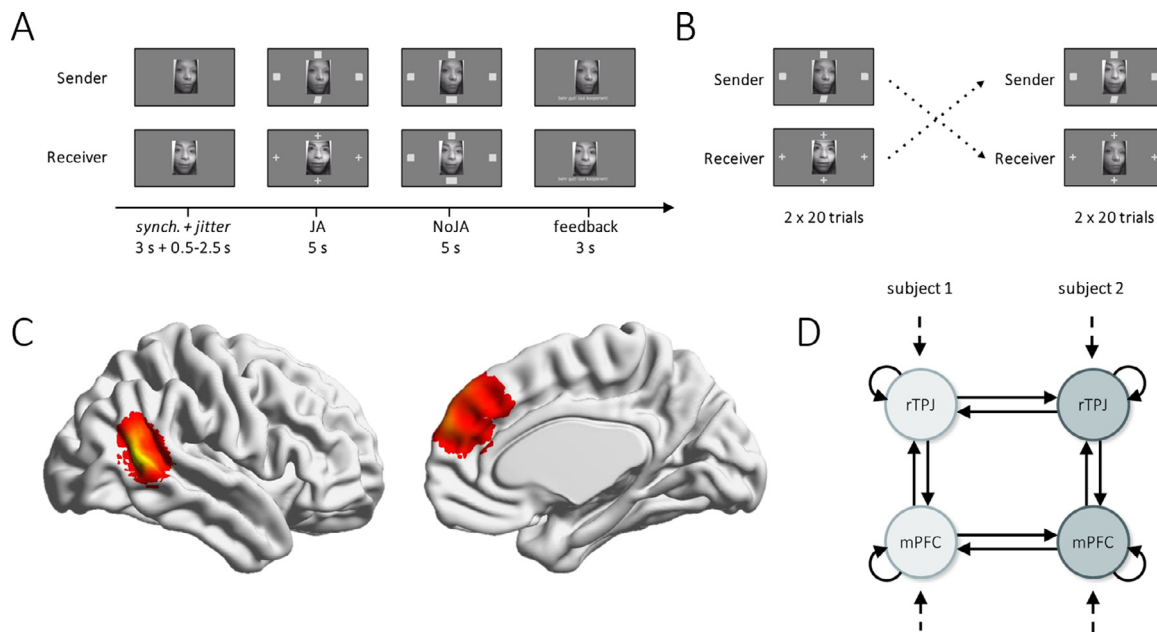 A
Sender
Receiver
synch. + jitter
3 s + 0.5-2.5 s
JA
5 s
NoJA
5 s
feedback
3 s
B
Sender
Receiver
2 x 20 trials
Sender
Receiver
2 x 20 trials
C
D
subject 1
subject 2
rTPJ
rTPJ
mPFC
mPFC